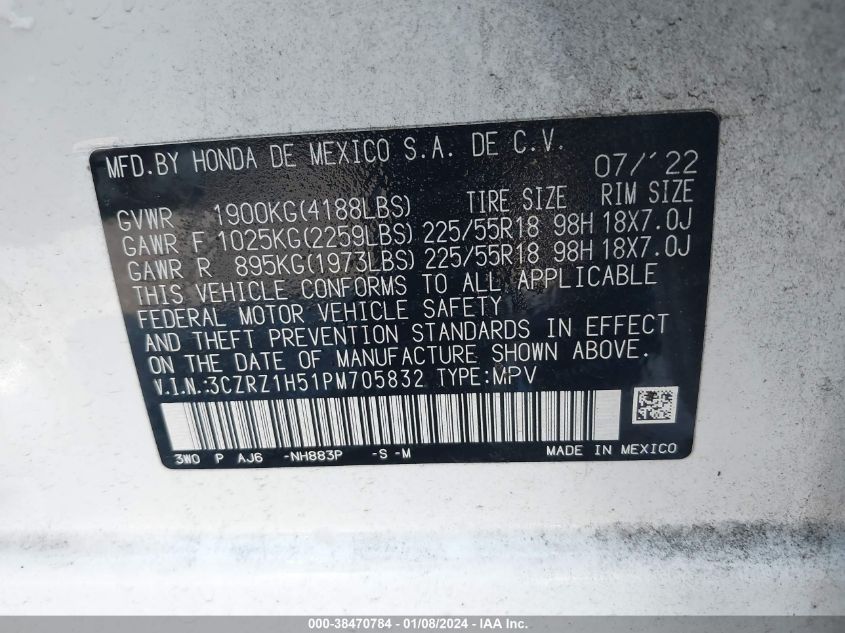 MFD.BY HONDA DE MEXICO S.A. DE C.V. 07/'22
GVWR 1900KG(4188LBS) TIRE SIZE RIM SIZE
GAWR F 1025KG(2259LBS) 225/55R18 98H 18X7.0J
GAWR R 895KG(1973LBS) 225/55R18 98H 18X7.0J
THIS VEHICLE CONFORMS TO ALL APPLICABLE
FEDERAL MOTOR VEHICLE SAFETY
AND THEFT PREVENTION STANDARDS IN EFFECT
ON THE DATE OF MANUFACTURE SHOWN ABOVE.
V.I.N.:3CZRZ1H51PM705832 TYPE:MPV
3W0 P AJ6 -NH883P -S -M MADE IN MEXICO
000-38470784 - 01/08/2024 - IAAI, Inc.